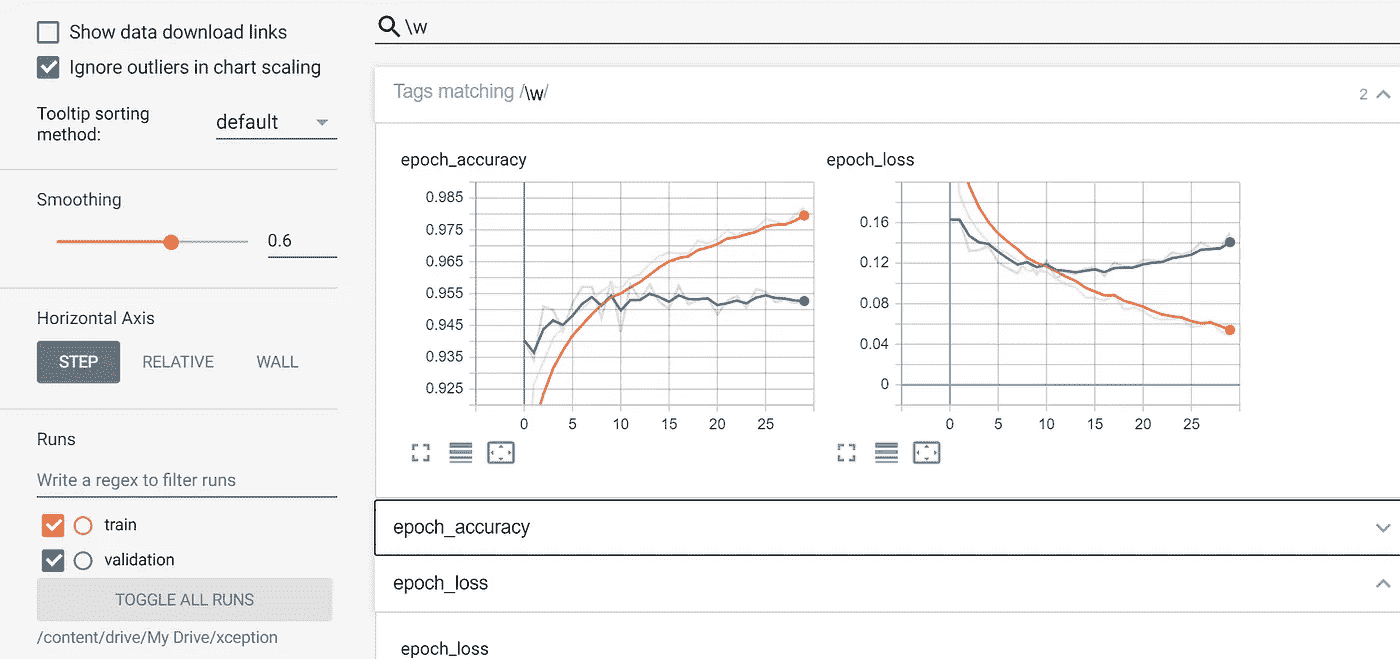 Show data download links
Ignore outliers in chart scaling
Tooltip sorting
method:
default
Smoothing
0.6
Horizontal Axis
STEP
RELATIVE
WALL
Runs
Write a regex to filter runs
train
validation
TOGGLE ALL RUNS
/content/drive/My Drive/xception
\w
Tags matching /\w/
2
epoch_accuracy
0.985
0.975
0.965
0.955
0.945
0.935
0.925
0 5 10 15 20 25
epoch_loss
0.16
0.12
0.08
0.04
0
0 5 10 15 20 25
epoch_accuracy
epoch_loss
epoch_loss